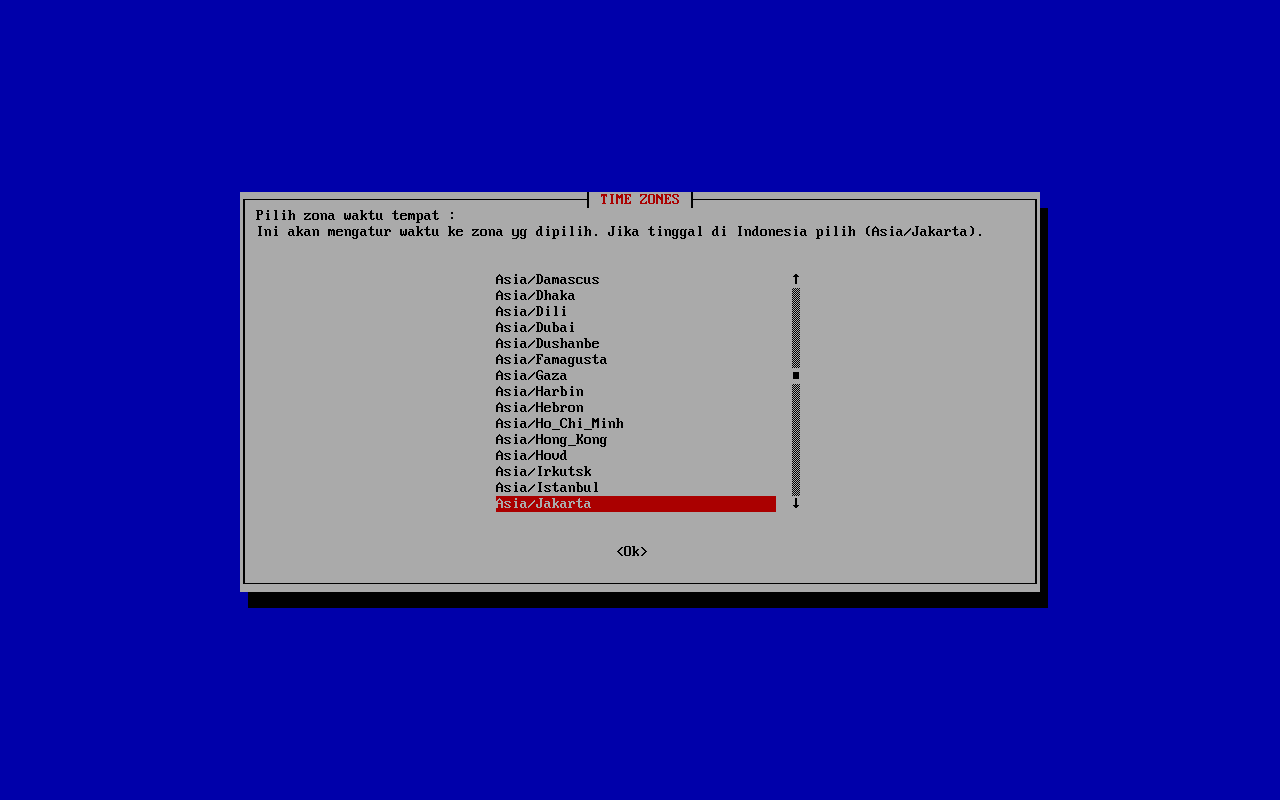 TIME ZONES
Pilih zona waktu tempat :
Ini akan mengatur waktu ke zona yg dipilih. Jika tinggal di Indonesia pilih (Asia/Jakarta).
Asia/Damascus
Asia/Dhaka
Asia/Dili
Asia/Dubai
Asia/Dushanbe
Asia/Famagusta
Asia/Gaza
Asia/Harbin
Asia/Hebron
Asia/Ho_Chi_Minh
Asia/Hong_Kong
Asia/Hovd
Asia/Irkutsk
Asia/Istanbul
Asia/Jakarta
<Ok>